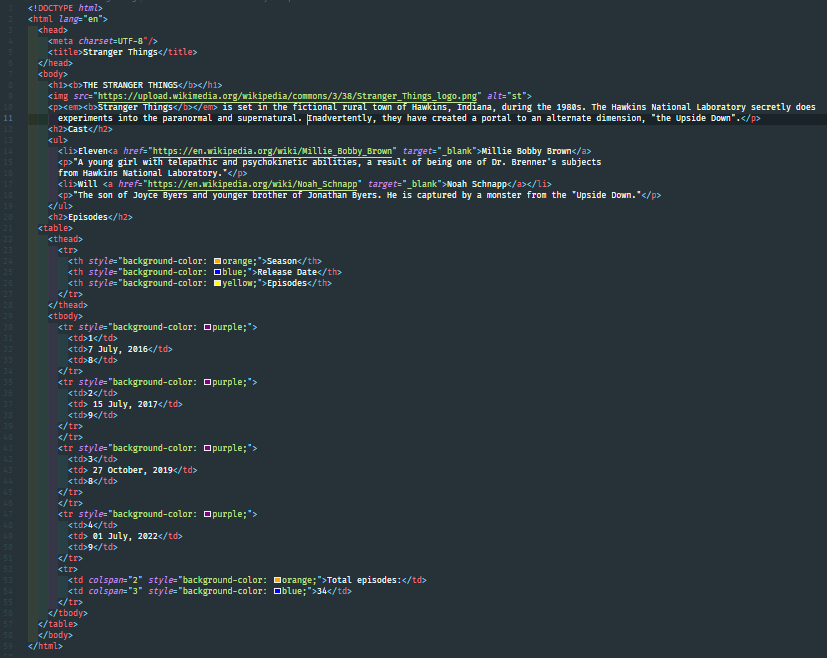 <!DOCTYPE html>
<html lang="en">
<head>
<meta charset=UTF-8"/>
<title>Stranger Things</title>
</head>
<body>
<h1><b>THE STRANGER THINGS</b></h1>
<img src="https://upload.wikimedia.org/wikipedia/commons/3/38/Stranger_Things_logo.png" alt="st">
<p><em><b>Stranger Things</b></em> is set in the fictional rural town of Hawkins, Indiana, during the 1980s. The Hawkins National Laboratory secretly does
11 experiments into the paranormal and supernatural. Inadvertently, they have created a portal to an alternate dimension, "the Upside Down".</p>
<h2>Cast</h2>
<ul>
<li>Eleven<a href="https://en.wikipedia.org/wiki/Millie_Bobby_Brown" target="_blank">Millie Bobby Brown</a>
<p>"A young girl with telepathic and psychokinetic abilities, a result of being one of Dr. Brenner's subjects
from Hawkins National Laboratory."</p>
<li>Will <a href="https://en.wikipedia.org/wiki/Noah_Schnapp" target="_blank">Noah Schnapp</a></li>
<p>"The son of Joyce Byers and younger brother of Jonathan Byers. He is captured by a monster from the "Upside Down."</p>
</ul>
<h2>Episodes</h2>
<table>
<thead>
<tr>
<th style="background-color: orange;">Season</th>
<th style="background-color: blue;">Release Date</th>
<th style="background-color: yellow;">Episodes</th>
</tr>
</thead>
<tbody>
<tr style="background-color: purple;">
<td>1</td>
<td>7 July, 2016</td>
<td>8</td>
</tr>
<tr style="background-color: purple;">
<td>2</td>
<td> 15 July, 2017</td>
<td>9</td>
</tr>
</tr>
<tr style="background-color: purple;">
<td>3</td>
<td> 27 October, 2019</td>
<td>8</td>
</tr>
</tr>
<tr style="background-color: purple;">
<td>4</td>
<td> 01 July, 2022</td>
<td>9</td>
</tr>
<tr>
<td colspan="2" style="background-color: orange;">Total episodes:</td>
<td colspan="3" style="background-color: blue;">34</td>
</tr>
</tbody>
</table>
</body>
</html>